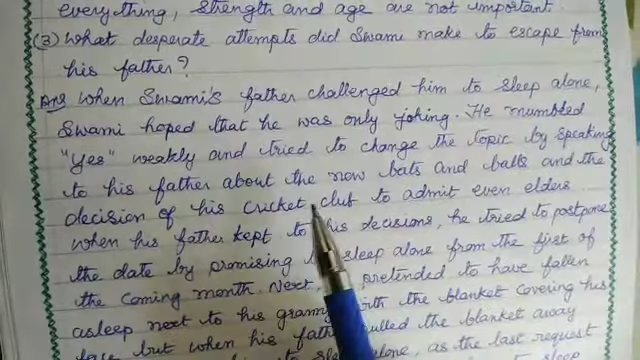 everything, strength and age are not important.
(3) What desperate attempts did Swami make to escape from
his father?
Ans When Swami's father challenged him to sleep alone,
Swami hoped that he was only joking. He mumbled
"Yes" weakly and tried to change the topic by speaking
to his father about the now bats and balls and the
decision of his cricket club to admit even elders
when his father kept to his decisions, he tried to postpone
the date by promising sleep alone from the first of
the coming month. Next, pretended to have fallen
asleep next to his granny with the blanket covering his
face but when his father pulled the blanket away
alone, as the last request
sleep